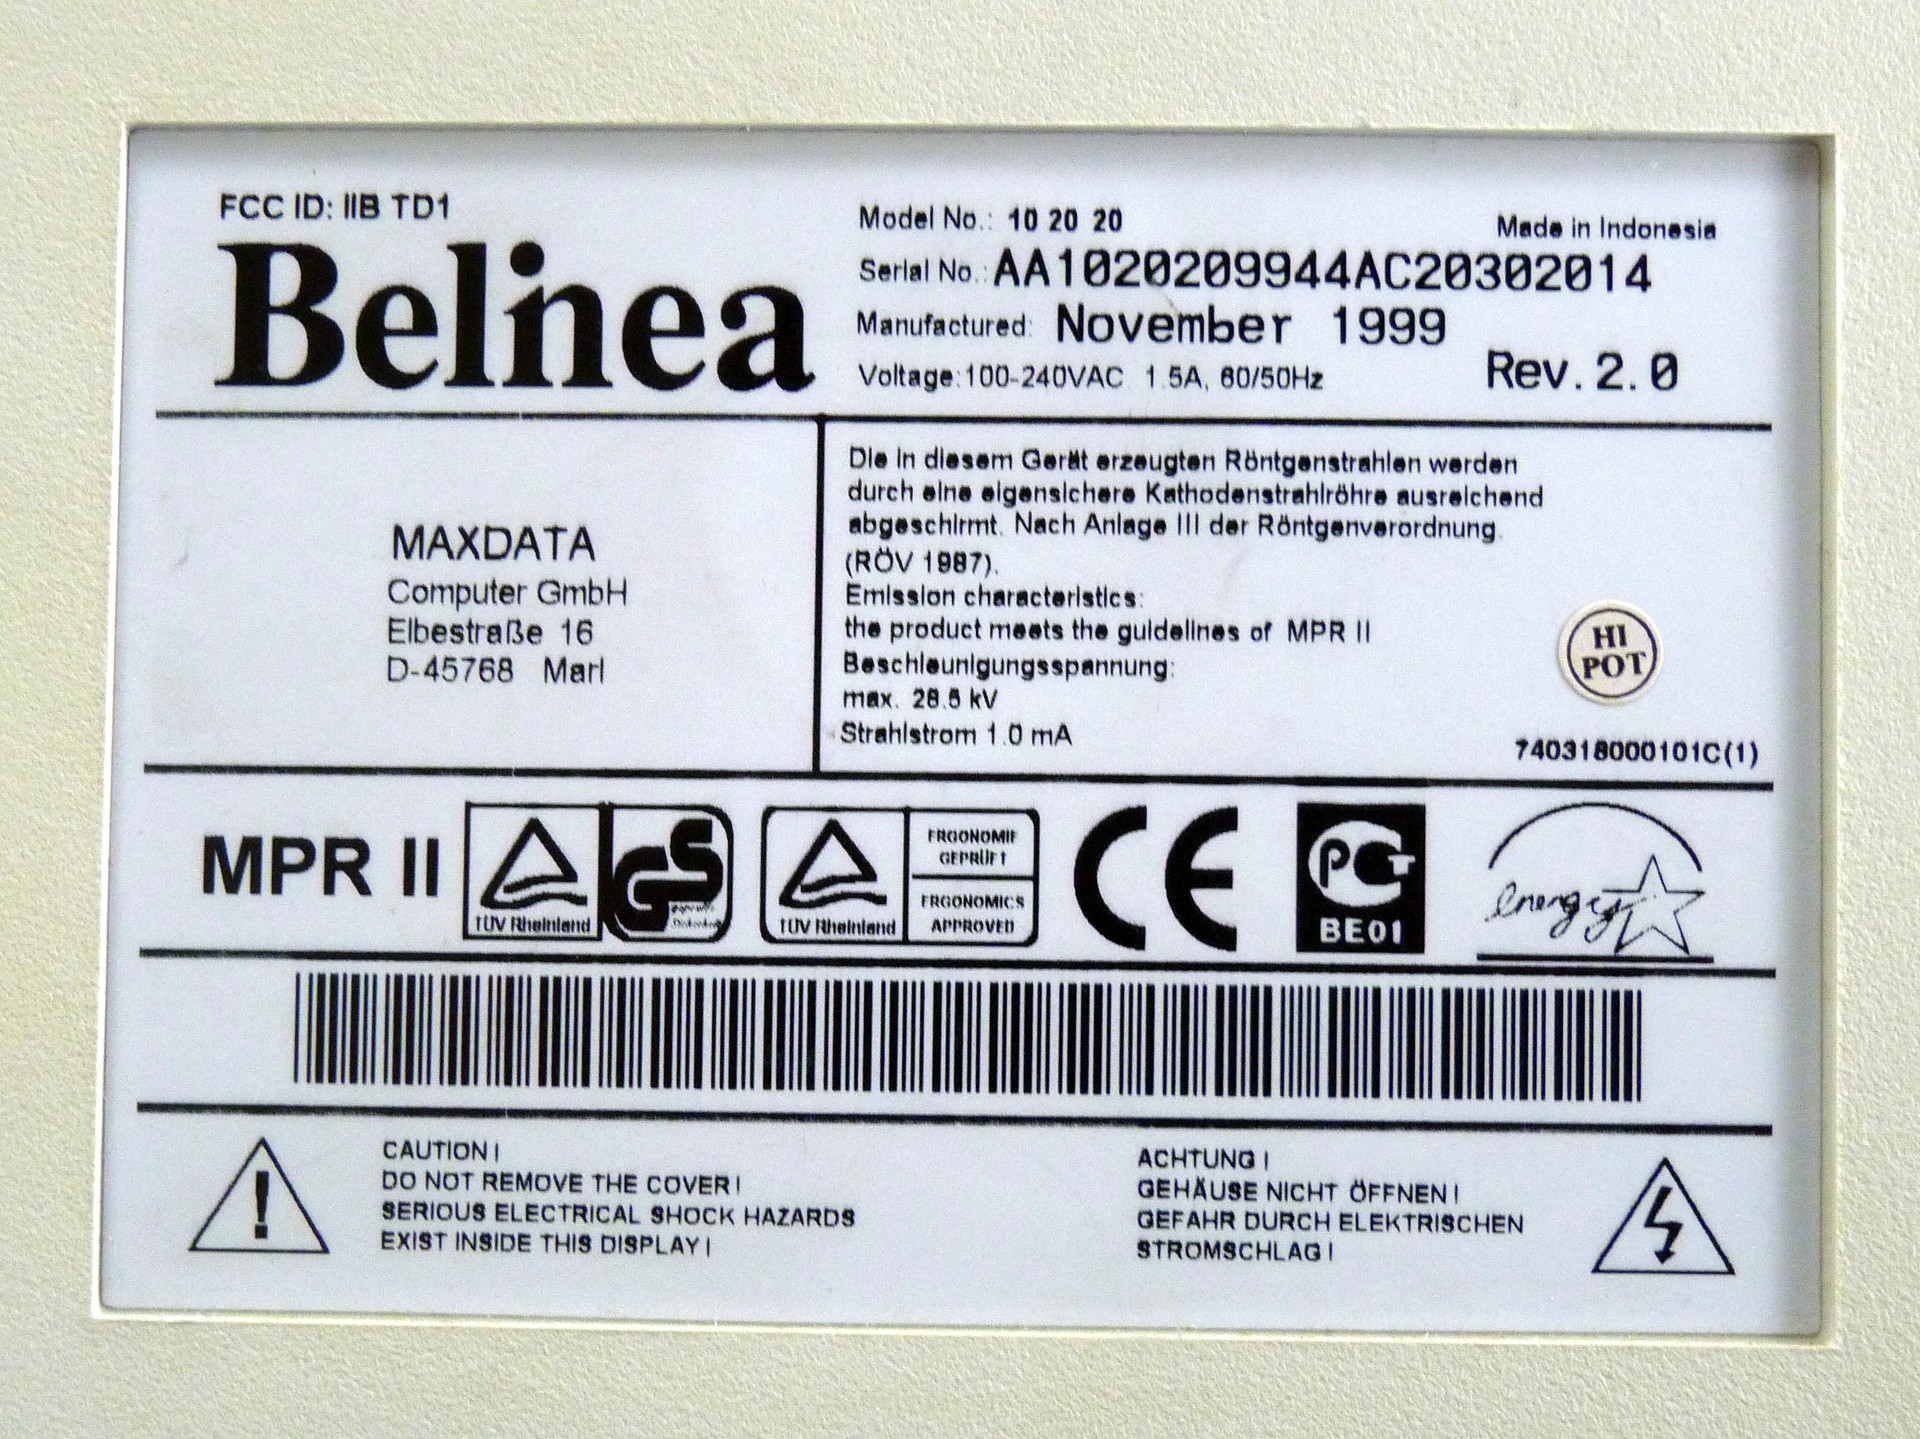 FCC ID: IIB TD1
Belinea
Model No.: 10 20 20
Made in Indonesia
Serial No.: AA1020209944AC20302014
Manufactured: November 1999
Voltage:100-240VAC 1.5A, 60/50Hz
Rev.2.0
MAXDATA
Computer GmbH
Elbestraße 16
D-45768 Marl
Die in diesem Gerät erzeugten Röntgenstrahlen werden
durch eine eigensichere Kathodenstrahlröhre ausreichend
abgeschirmt. Nach Anlage III der Röntgenverordnung.
(RÖV 1987).
Emission characteristics:
the product meets the guidelines of MPR II
Beschleunigungsspannung:
max. 28.5 kV
Strahlstrom 1.0 mA
HI
POT
740318000101C(1)
MPR II
TÜV Rheinland
GS
geprüfte
Sicherheit
TÜV Rheinland
ERGONOMIE
GEPRÜFT
ERGONOMICS
APPROVED
CE
PCT
BE01
energy
CAUTION!
DO NOT REMOVE THE COVER!
SERIOUS ELECTRICAL SHOCK HAZARDS
EXIST INSIDE THIS DISPLAY!
ACHTUNG!
GEHÄUSE NICHT ÖFFNEN!
GEFAHR DURCH ELEKTRISCHEN
STROMSCHLAG!